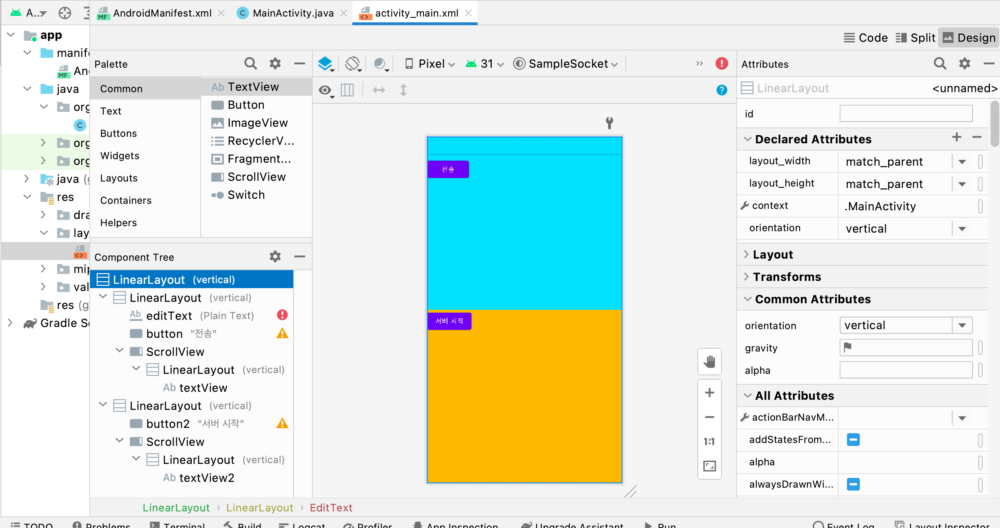 A...
AndroidManifest.xml
MainActivity.java
activity_main.xml
Code
Split
Design
app
manif
An
java
org
org
org
java (g
res
dra
lay
mip
val
res (g
Gradle Sc
Palette
Common
Text
Buttons
Widgets
Layouts
Containers
Helpers
Ab TextView
Button
ImageView
RecyclerV...
Fragment...
ScrollView
Switch
Component Tree
LinearLayout (vertical)
LinearLayout (vertical)
Ab editText (Plain Text)
button "전송"
ScrollView
LinearLayout (vertical)
Ab textView
LinearLayout (vertical)
button2 "서버 시작"
ScrollView
LinearLayout (vertical)
Ab textView2
Pixel
31
SampleSocket
전송
서버 시작
1:1
Attributes
LinearLayout <unnamed>
id
Declared Attributes
layout_width match_parent
layout_height match_parent
context .MainActivity
orientation vertical
Layout
Transforms
Common Attributes
orientation vertical
gravity
alpha
All Attributes
actionBarNavM...
addStatesFrom...
alpha
alwaysDrawnWi...
LinearLayout › LinearLayout › EditText
TODO
Problems
Terminal
Build
Logcat
Profiler
App Inspection
Upgrade Assistant
Run
Event Log
Layout Inspector